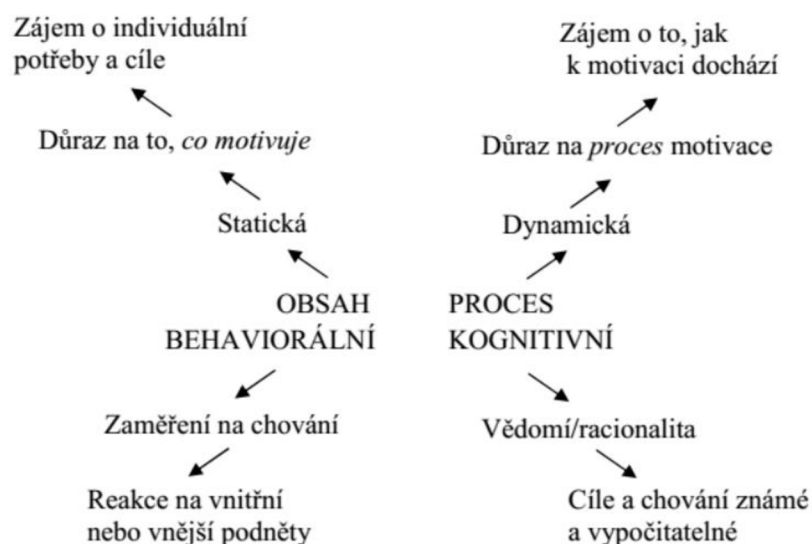 Zájem o individuální
potřeby a cíle
Zájem o to, jak
k motivaci dochází
Důraz na to, co motivuje
Důraz na proces motivace
Statická
Dynamická
OBSAH
PROCES
BEHAVIORÁLNÍ
KOGNITIVNÍ
Zaměření na chování
Vědomí/racionalita
Reakce na vnitřní
nebo vnější podněty
Cíle a chování známé
a vypočitatelné